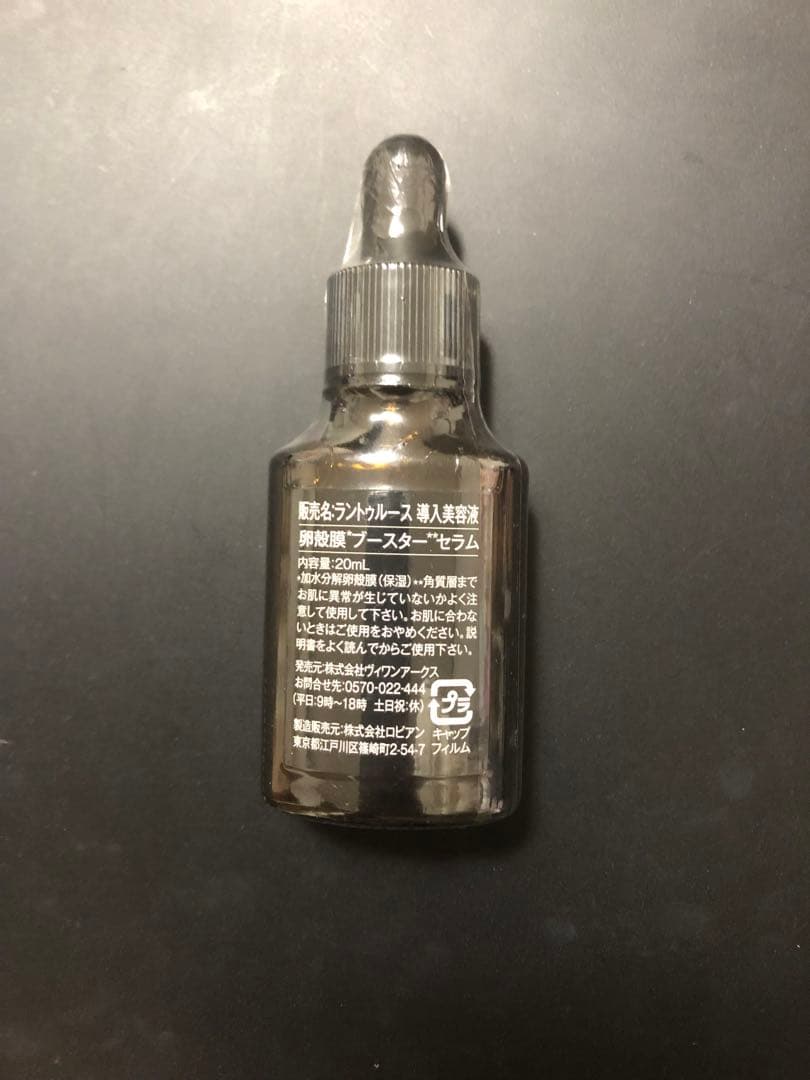 販売名:ラントゥルース 導入美容液
卵殻膜*ブースター**セラム
内容量:20mL
*加水分解卵殻膜(保湿)**角質層まで
お肌に異常が生じていないかよく注
意して使用して下さい。お肌に合わな
いときはご使用をおやめください。説
明書をよく読んでからご使用下さい。
発売元:株式会社ヴィワンアークス
お問合せ先:0570-022-444
(平日:9時〜18時 土日祝:休)
プラ
製造販売元:株式会社ロビアン キャップ
東京都江戸川区篠崎町2-54-7 フィルム